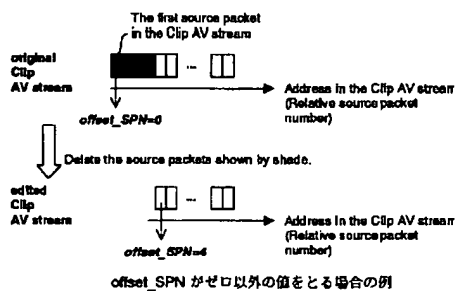 The first source packet
in the Clip AV stream
original
Clip
AV stream
...
Address in the Clip AV stream
(Relative source packet
number)
offset_SPN=0
Delete the source packets shown by shade.
edited
Clip
AV stream
...
Address in the Clip AV stream
(Relative source packet
number)
offset_SPN=4
offset_SPN がゼロ以外の値をとる場合の例